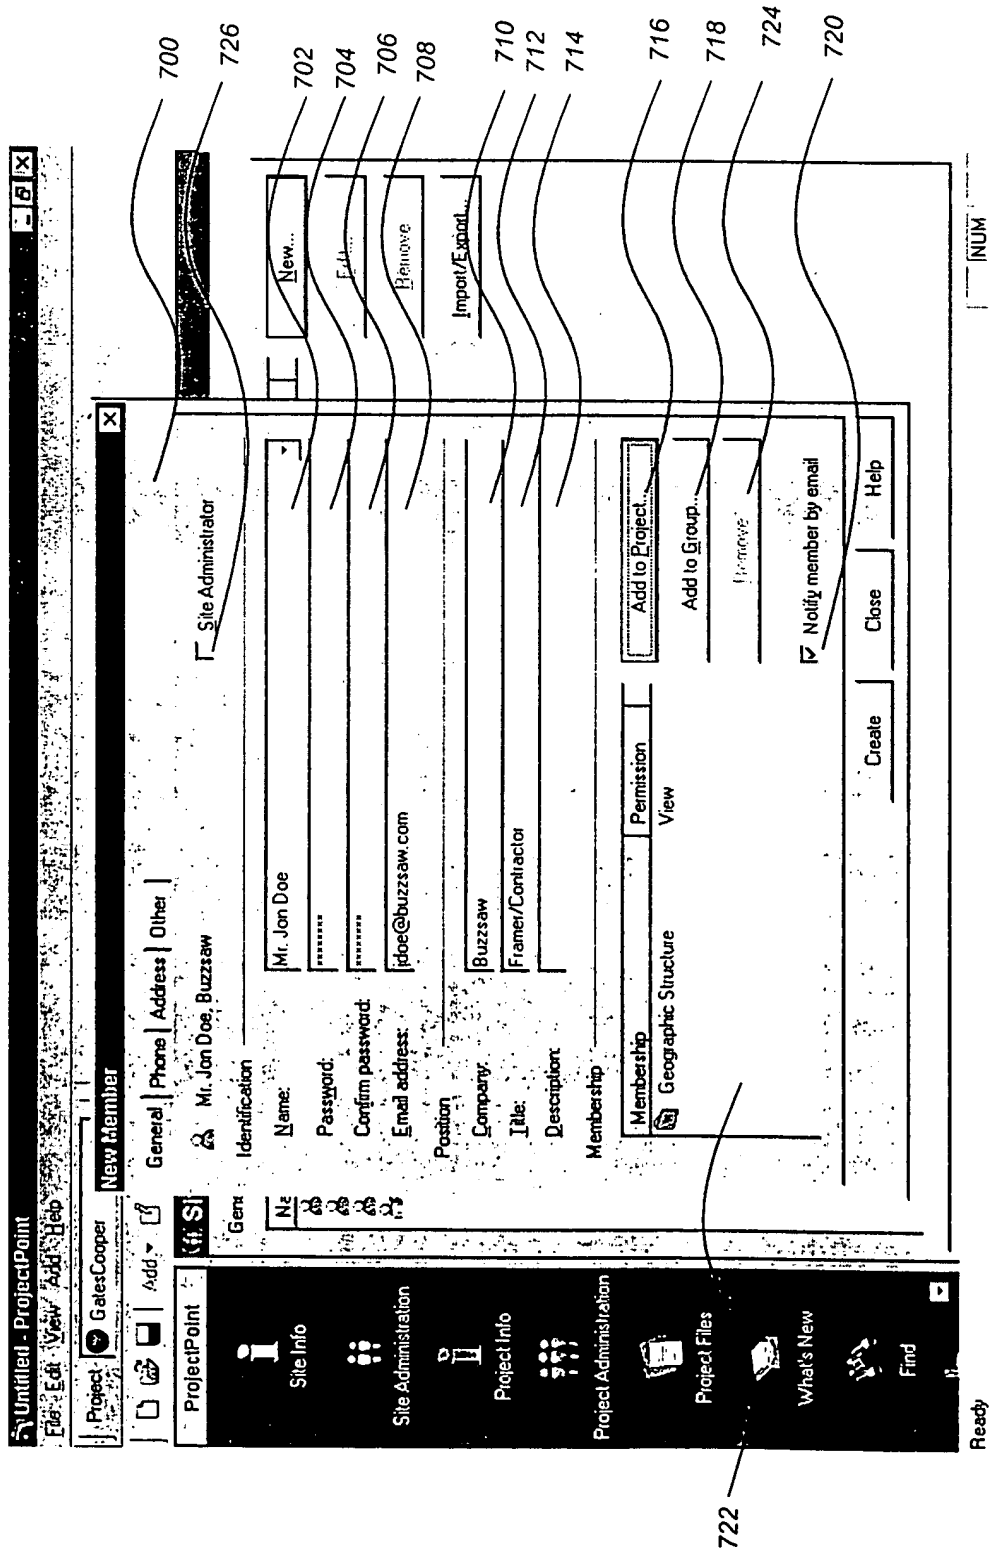 Untitled - ProjectPoint
File Edit View Add Help
Project GatesCooper
Add
ProjectPoint
Site Info
Site Administration
Project Info
Project Administration
Project Files
What's New
Find
Ready
NUM
Gene
Na
New...
Edit...
Remove
Import/Export...
New Member
General Phone Address Other
Mr. Jon Doe, Buzzsaw
Site Administrator
Identification
Name: Mr. Jon Doe
Password: ********
Confirm password: ********
Email address: jdoe@buzzsaw.com
Position
Company: Buzzsaw
Title: Framer/Contractor
Description:
Membership
Membership Permission
Geographic Structure View
Add to Project...
Add to Group...
Remove
Notify member by email
Create Close Help
700
726
702
704
706
708
710
712
714
716
718
724
720
722